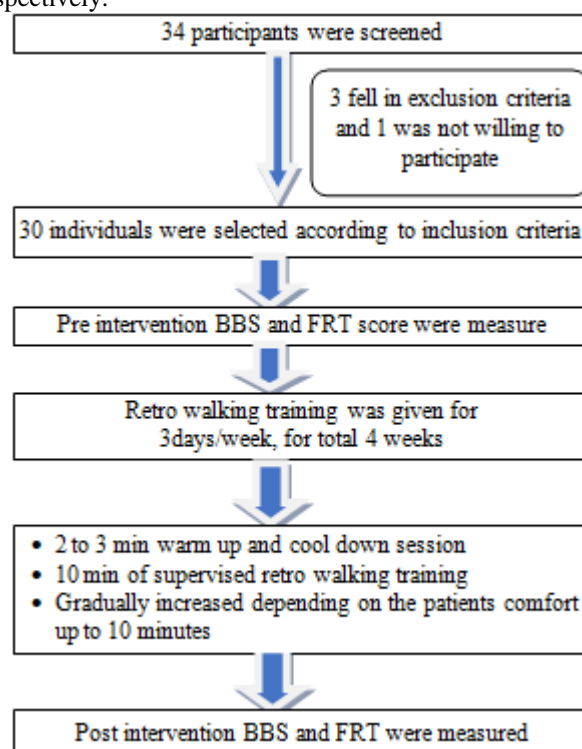 spectively.
34 participants were screened
3 fell in exclusion criteria
and 1 was not willing to
participate
30 individuals were selected according to inclusion criteria
Pre intervention BBS and FRT score were measure
Retro walking training was given for
3days/week, for total 4 weeks
• 2 to 3 min warm up and cool down session
• 10 min of supervised retro walking training
• Gradually increased depending on the patients comfort
up to 10 minutes
Post intervention BBS and FRT were measured